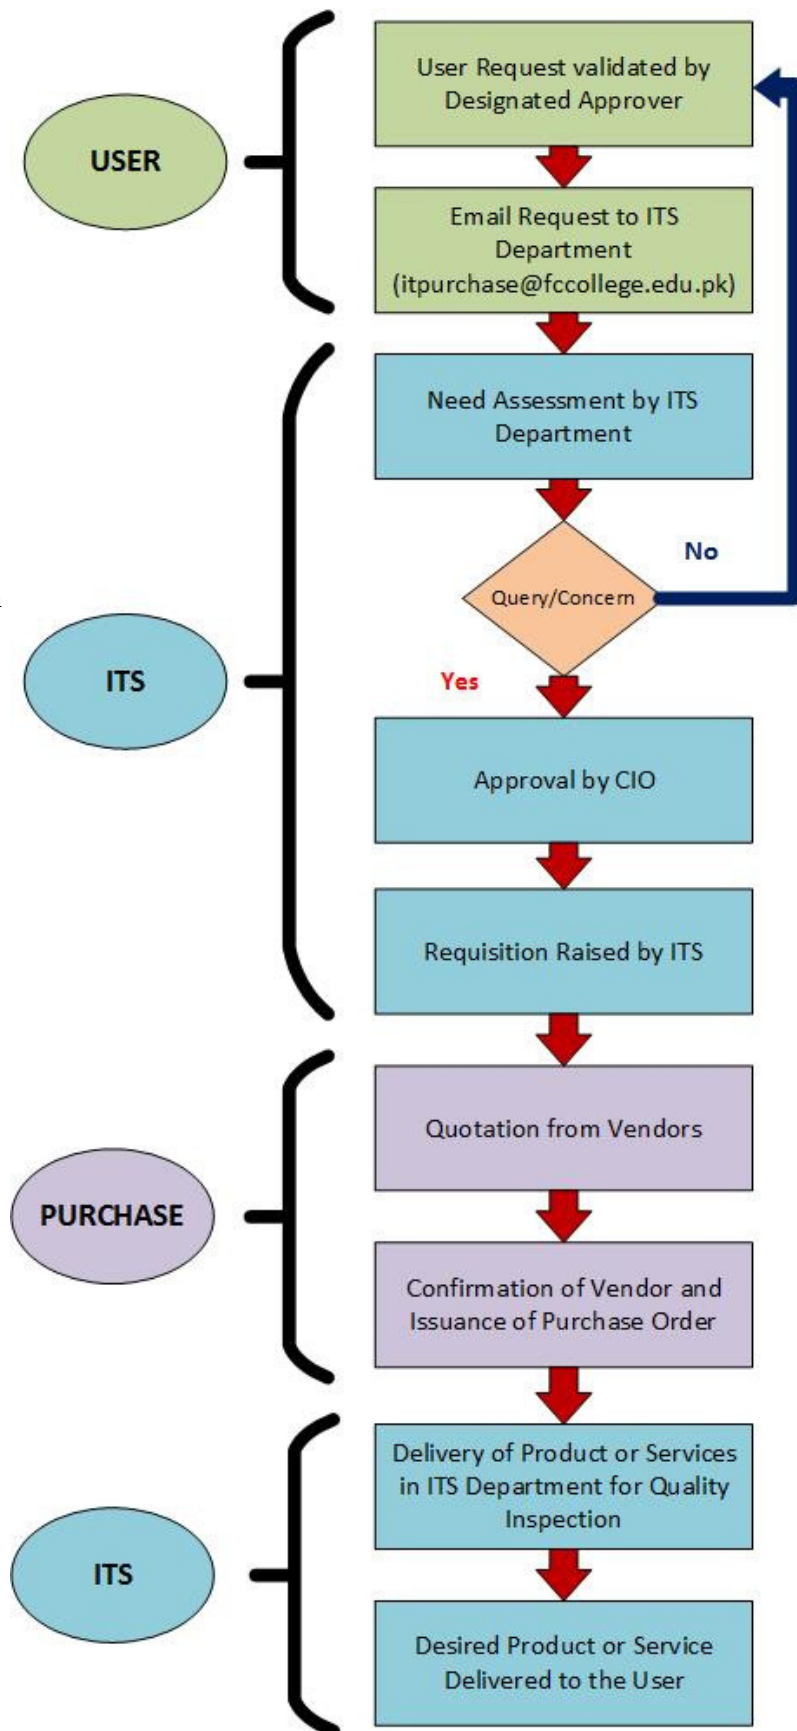 User Request validated by
Designated Approver
USER
Email Request to ITS
Department
(itpurchase@fccollege.edu.pk)
Need Assessment by ITS
Department
No
Query/Concern
ITS
Yes
Approval by CIO
Requisition Raised by ITS
Quotation from Vendors
PURCHASE
Confirmation of Vendor and
Issuance of Purchase Order
Delivery of Product or Services
in ITS Department for Quality
Inspection
ITS
Desired Product or Service
Delivered to the User